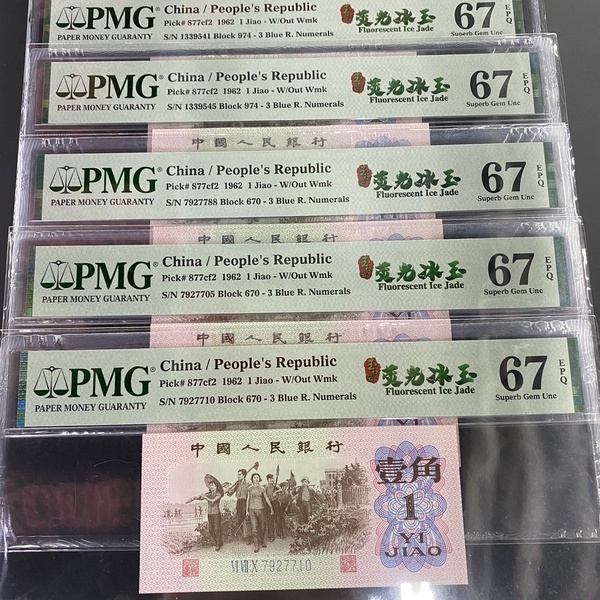 PMG®
PAPER MONEY GUARANTY
China / People's Republic
Pick# 877cf2 1962 1 Jiao - W/Out Wmk
S/N 1339541 Block 974 - 3 Blue R. Numerals
荧光冰玉
Fluorescent Ice Jade
67
EPQ
Superb Gem Unc
PMG®
PAPER MONEY GUARANTY
China / People's Republic
Pick# 877cf2 1962 1 Jiao - W/Out Wmk
S/N 1339545 Block 974 - 3 Blue R. Numerals
荧光冰玉
Fluorescent Ice Jade
67
EPQ
Superb Gem Unc
中國人民銀行
PMG®
PAPER MONEY GUARANTY
China / People's Republic
Pick# 877cf2 1962 1 Jiao - W/Out Wmk
S/N 7927788 Block 670 - 3 Blue R. Numerals
荧光冰玉
Fluorescent Ice Jade
67
EPQ
Superb Gem Unc
中國人民銀行
PMG®
PAPER MONEY GUARANTY
China / People's Republic
Pick# 877cf2 1962 1 Jiao - W/Out Wmk
S/N 7927705 Block 670 - 3 Blue R. Numerals
荧光冰玉
Fluorescent Ice Jade
67
EPQ
Superb Gem Unc
中國人民銀行
PMG®
PAPER MONEY GUARANTY
China / People's Republic
Pick# 877cf2 1962 1 Jiao - W/Out Wmk
S/N 7927710 Block 670 - 3 Blue R. Numerals
荧光冰玉
Fluorescent Ice Jade
67
EPQ
Superb Gem Unc
中國人民銀行
壹角
1
YI
JIAO
VI VII X 7927710